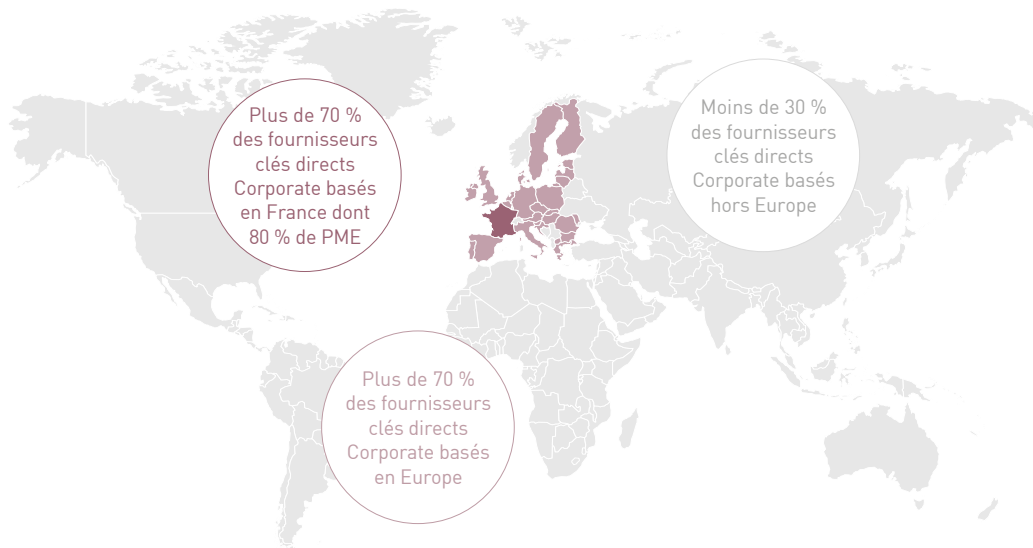 Plus de 70 %
des fournisseurs
clés directs
Corporate basés
en France dont
80 % de PME
Moins de 30 %
des fournisseurs
clés directs
Corporate basés
hors Europe
Plus de 70 %
des fournisseurs
clés directs
Corporate basés
en Europe